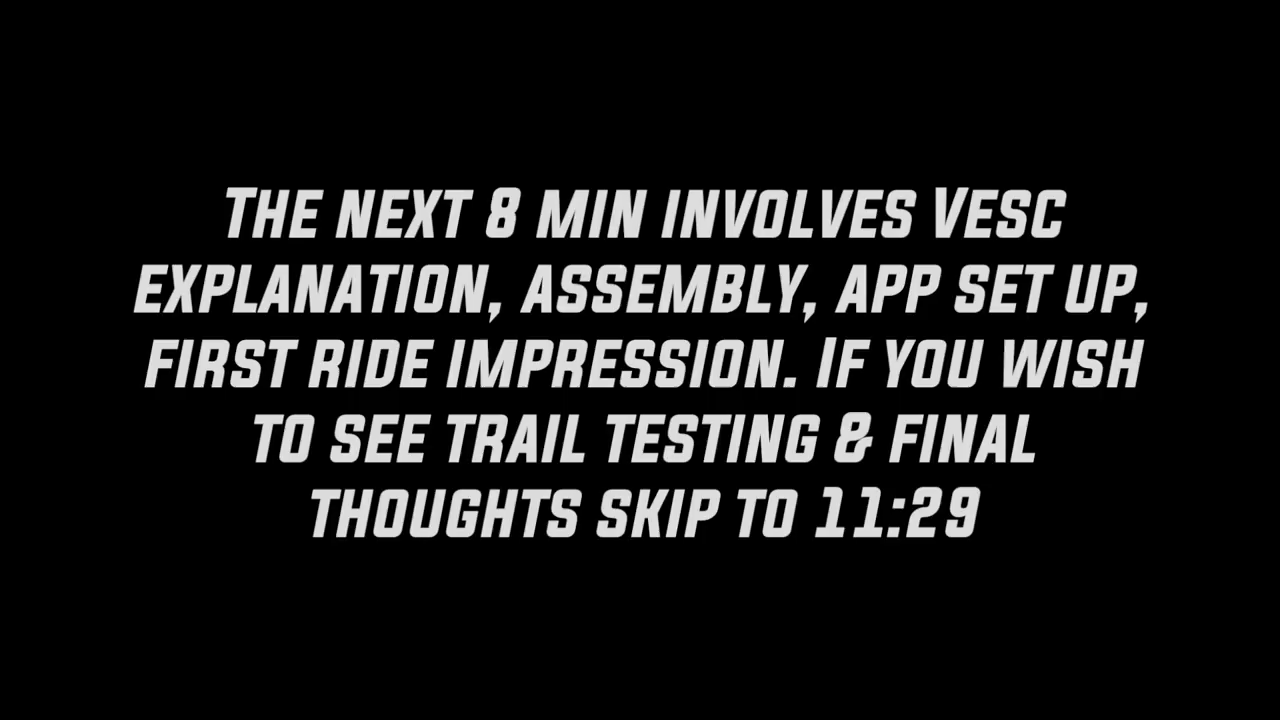 The next 8 min involves Vesc
explanation, assembly, app set up,
first ride impression. If you wish
to see trail testing & final
thoughts skip to 11:29